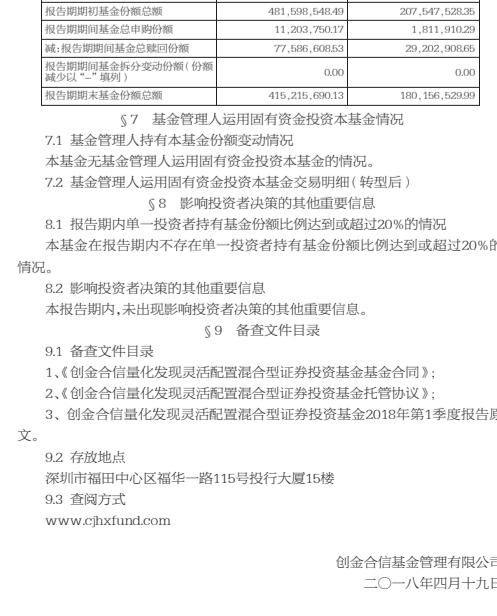 报告期期初基金份额总额 481,598,548.49 207,547,528.35
报告期期间基金总申购份额 11,203,750.17 1,811,910.29
减:报告期期间基金总赎回份额 77,586,608.53 29,202,908.65
报告期期间基金拆分变动份额(份额
减少以“-”填列) 0.00 0.00
报告期期末基金份额总额 415,215,690.13 180,156,529.99
§7 基金管理人运用固有资金投资本基金情况
7.1 基金管理人持有本基金份额变动情况
本基金无基金管理人运用固有资金投资本基金的情况。
7.2 基金管理人运用固有资金投资本基金交易明细(转型后)
§8 影响投资者决策的其他重要信息
8.1 报告期内单一投资者持有基金份额比例达到或超过20%的情况
本基金在报告期内不存在单一投资者持有基金份额比例达到或超过20%的
情况。
8.2 影响投资者决策的其他重要信息
本报告期内,未出现影响投资者决策的其他重要信息。
§9 备查文件目录
9.1 备查文件目录
1、《创金合信量化发现灵活配置混合型证券投资基金基金合同》;
2、《创金合信量化发现灵活配置混合型证券投资基金托管协议》;
3、创金合信量化发现灵活配置混合型证券投资基金2018年第1季度报告原
文。
9.2 存放地点
深圳市福田中心区福华一路115号投行大厦15楼
9.3 查阅方式
www.cjhxfund.com
创金合信基金管理有限公司
二〇一八年四月十九日